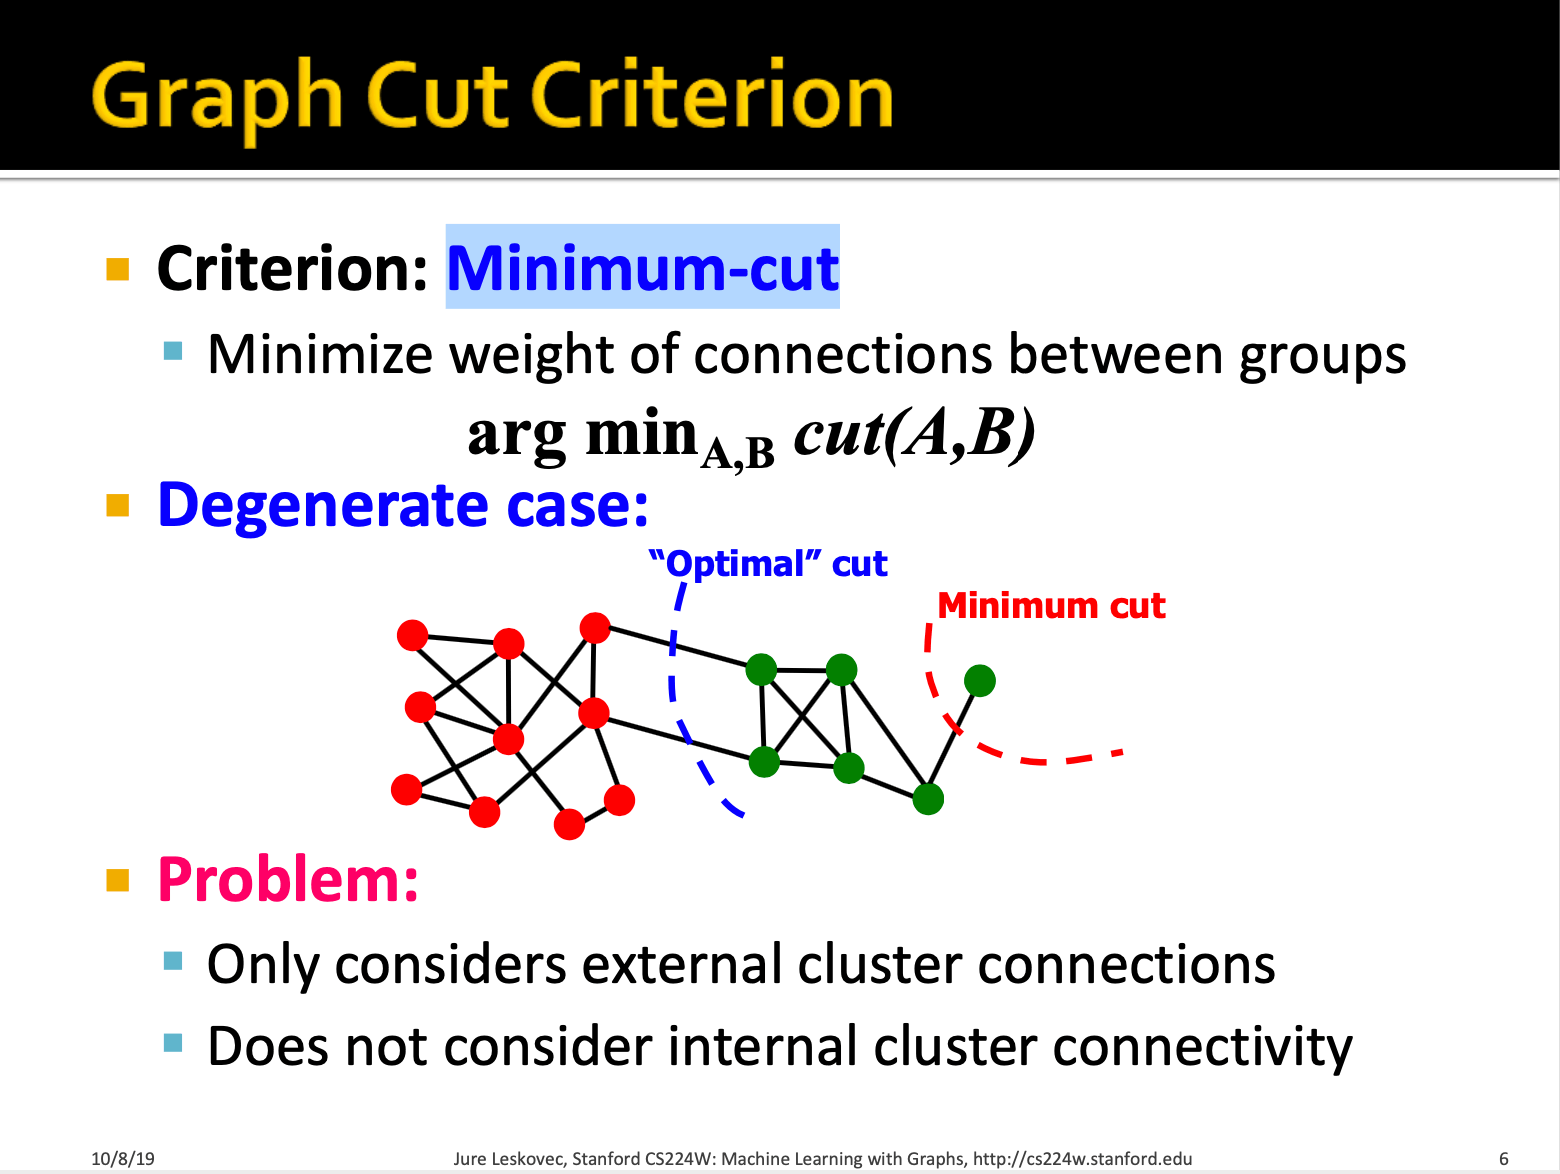 Graph Cut Criterion
Criterion: Minimum-cut
Minimize weight of connections between groups
arg min_A,B cut(A,B)
Degenerate case:
“Optimal” cut
Minimum cut
Problem:
Only considers external cluster connections
Does not consider internal cluster connectivity
10/8/19
Jure Leskovec, Stanford CS224W: Machine Learning with Graphs, http://cs224w.stanford.edu
6